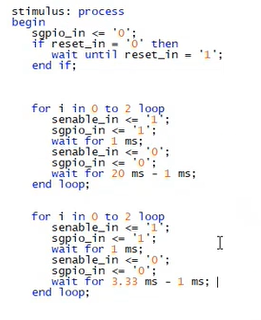 stimulus: process
begin
sgpio_in <= '0';
if reset_in = '0' then
wait until reset_in = '1';
end if;
for i in 0 to 2 loop
senable_in <= '1';
sgpio_in <= '1';
wait for 1 ms;
senable_in <= '0';
sgpio_in <= '0';
wait for 20 ms - 1 ms;
end loop;
for i in 0 to 2 loop
senable_in <= '1';
sgpio_in <= '1';
wait for 1 ms;
senable_in <= '0';
sgpio_in <= '0';
wait for 3.33 ms - 1 ms;
end loop;